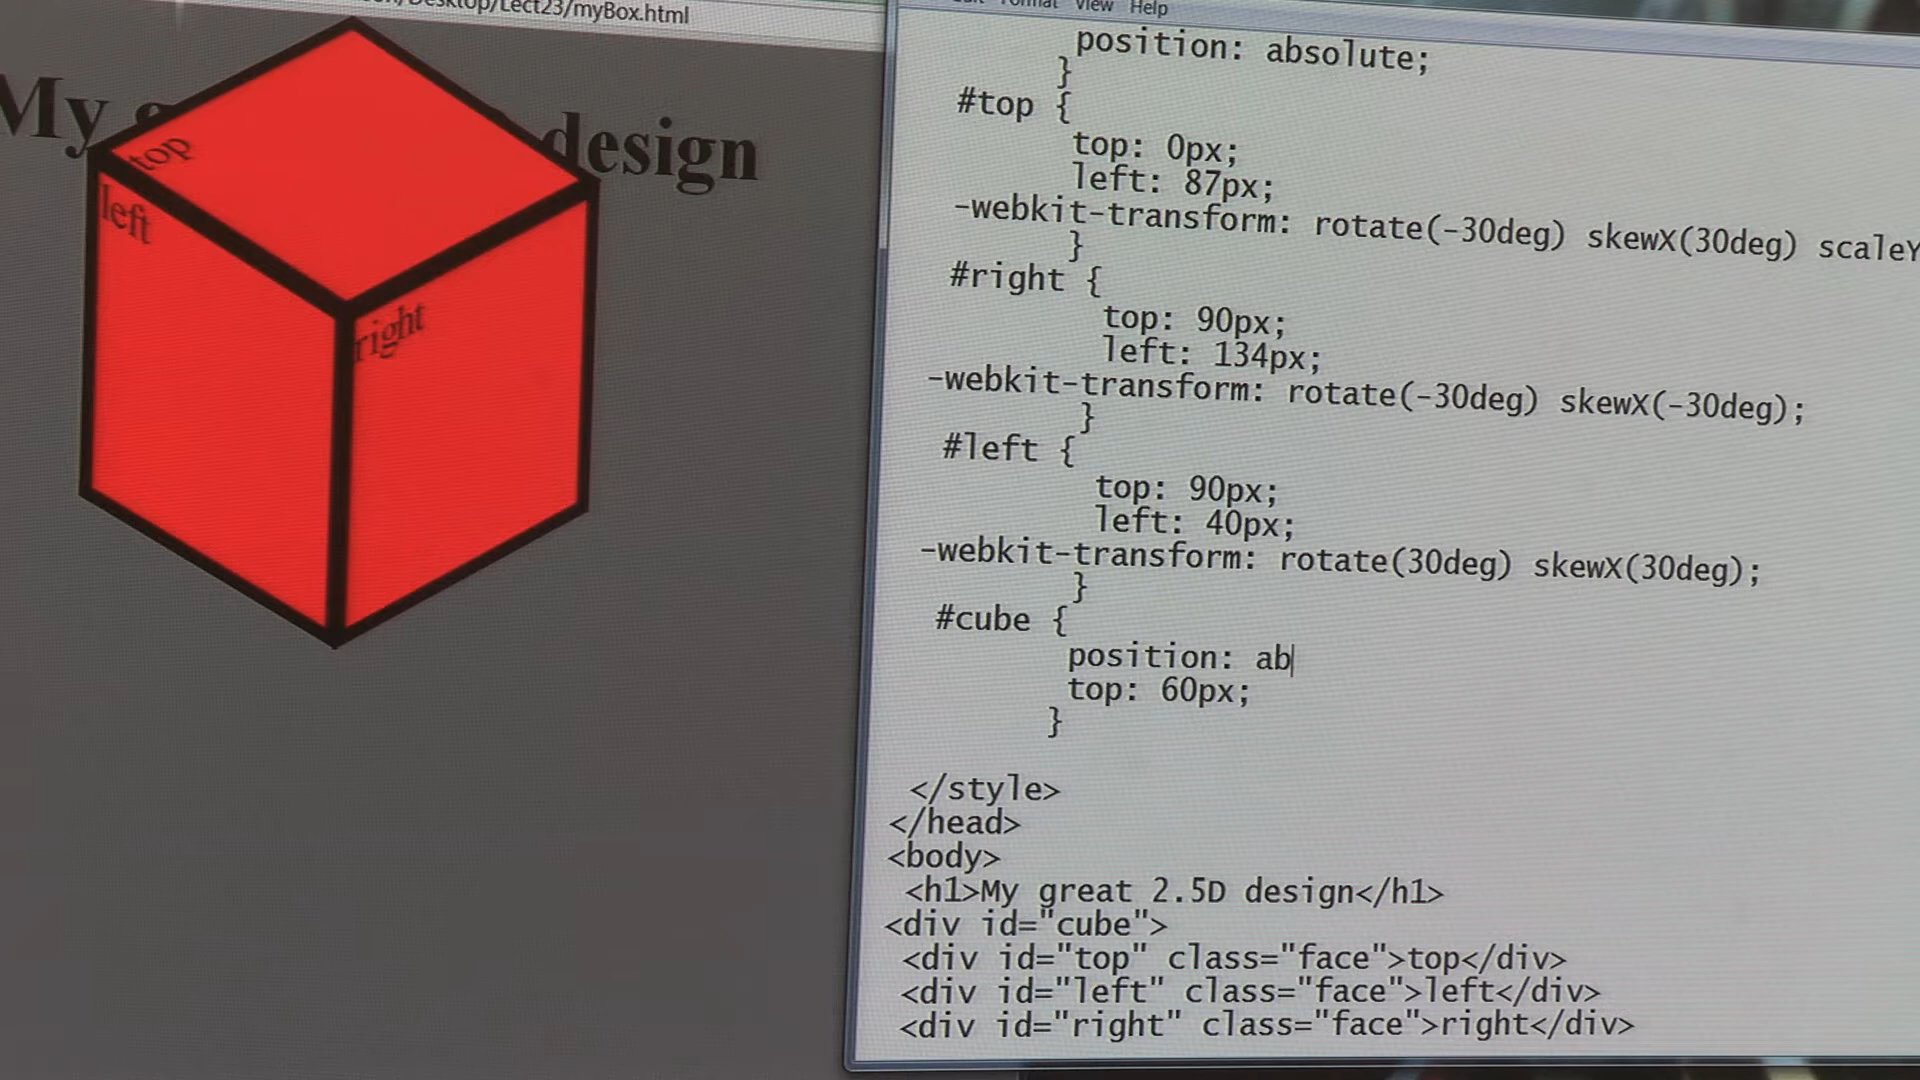 Desktop/Lect23/myBox.html
My design
top
left
right
Format View Help
position: absolute;
}
#top {
top: 0px;
left: 87px;
-webkit-transform: rotate(-30deg) skewX(30deg) scaleY
}
#right {
top: 90px;
left: 134px;
-webkit-transform: rotate(-30deg) skewX(-30deg);
}
#left {
top: 90px;
left: 40px;
-webkit-transform: rotate(30deg) skewX(30deg);
}
#cube {
position: ab
top: 60px;
}
</style>
</head>
<body>
<h1>My great 2.5D design</h1>
<div id="cube">
<div id="top" class="face">top</div>
<div id="left" class="face">left</div>
<div id="right" class="face">right</div>